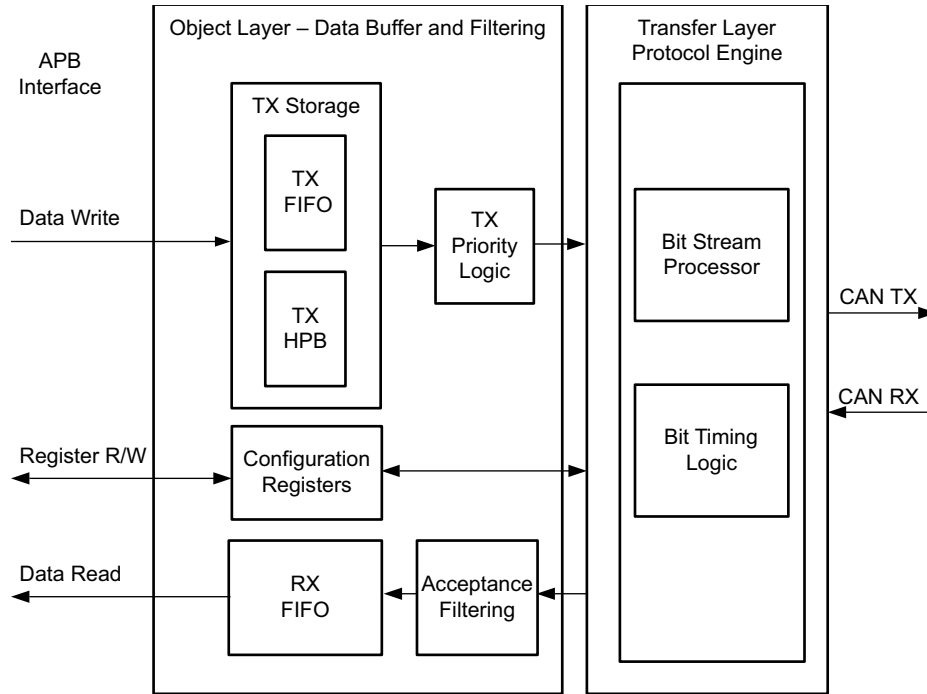 Object Layer – Data Buffer and Filtering
Transfer Layer
Protocol Engine
APB
Interface
TX Storage
TX
FIFO
TX
HPB
Data Write
TX
Priority
Logic
Bit Stream
Processor
CAN TX
CAN RX
Bit Timing
Logic
Register R/W
Configuration
Registers
Data Read
RX
FIFO
Acceptance
Filtering